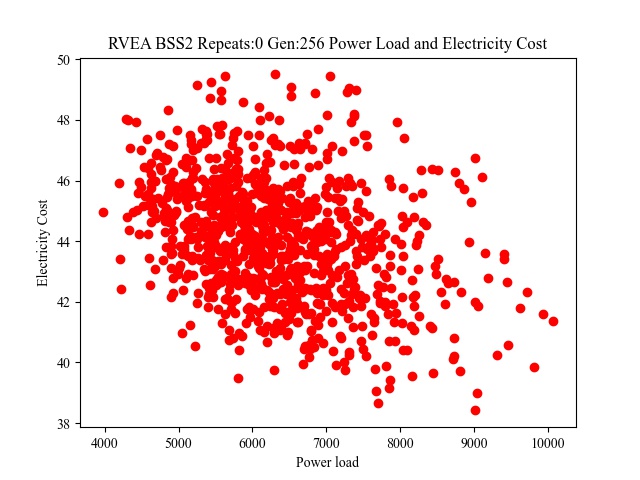 RVEA BSS2 Repeats:0 Gen:256 Power Load and Electricity Cost
50
48
46
44
42
40
38
Electricity Cost
4000 5000 6000 7000 8000 9000 10000
Power load